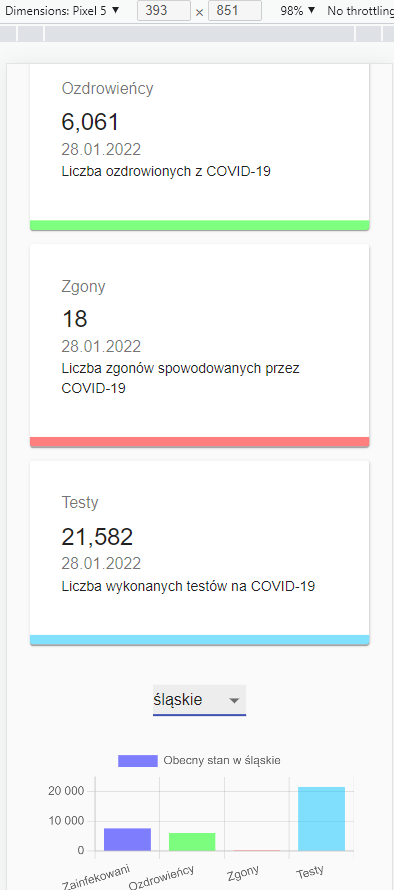 Dimensions: Pixel 5 ▼ 393 × 851 98% ▼ No throttling
Ozdrowieńcy
6,061
28.01.2022
Liczba ozdrowionych z COVID-19
Zgony
18
28.01.2022
Liczba zgonów spowodowanych przez
COVID-19
Testy
21,582
28.01.2022
Liczba wykonanych testów na COVID-19
śląskie
Obecny stan w śląskie
20 000
10 000
0
Zainfekowani Ozdrowieńcy Zgony Testy